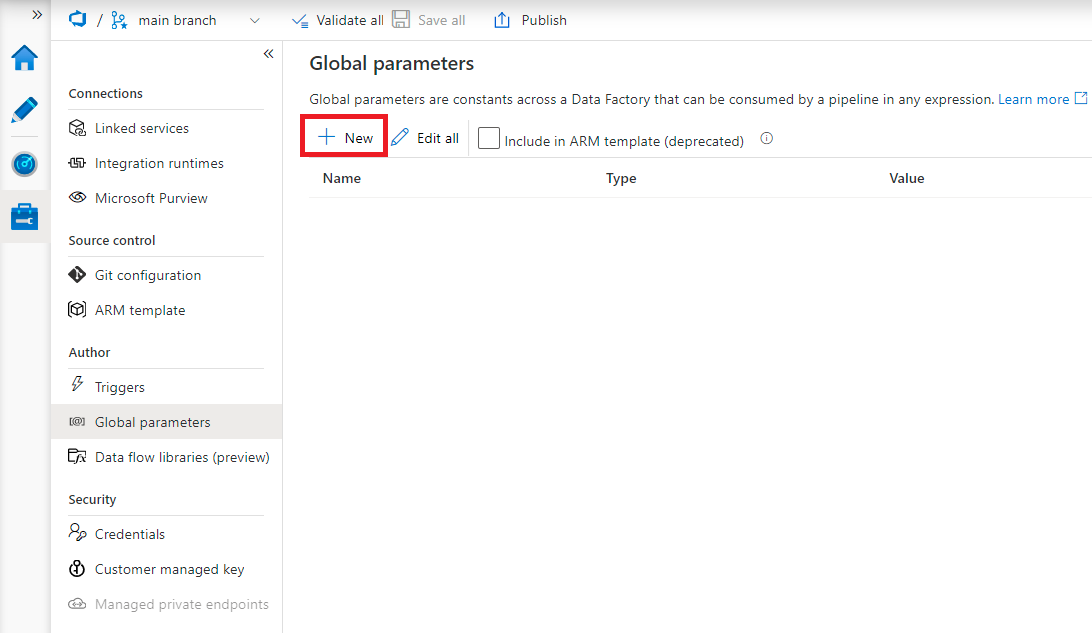 »
/ main branch Validate all Save all Publish
«
Connections
Linked services
Integration runtimes
Microsoft Purview
Source control
Git configuration
ARM template
Author
Triggers
Global parameters
Data flow libraries (preview)
Security
Credentials
Customer managed key
Managed private endpoints
Global parameters
Global parameters are constants across a Data Factory that can be consumed by a pipeline in any expression. Learn more
New Edit all Include in ARM template (deprecated)
Name Type Value